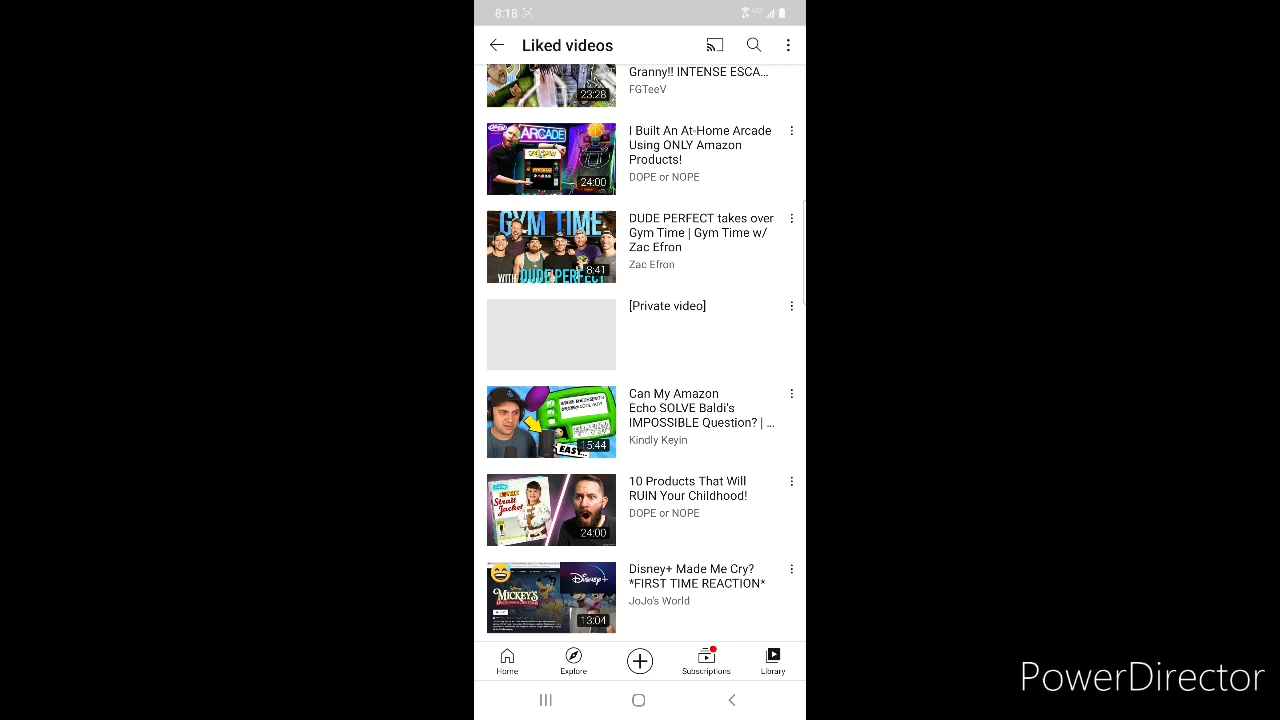 8:18
Liked videos
Granny!! INTENSE ESCA...
FGTeeV
23:28
ARCADE
24:00
I Built An At-Home Arcade
Using ONLY Amazon
Products!
DOPE or NOPE
GYM TIME
8:41
WITH DUDE PERFECT
DUDE PERFECT takes over
Gym Time | Gym Time w/
Zac Efron
Zac Efron
[Private video]
EAST...
15:44
Can My Amazon
Echo SOLVE Baldi's
IMPOSSIBLE Question? | ...
Kindly Keyin
Strait
Jacket
24:00
10 Products That Will
RUIN Your Childhood!
DOPE or NOPE
Disney+
MICKEY'S
13:04
Disney+ Made Me Cry?
*FIRST TIME REACTION*
JoJo's World
Home
Explore
Subscriptions
Library
PowerDirector